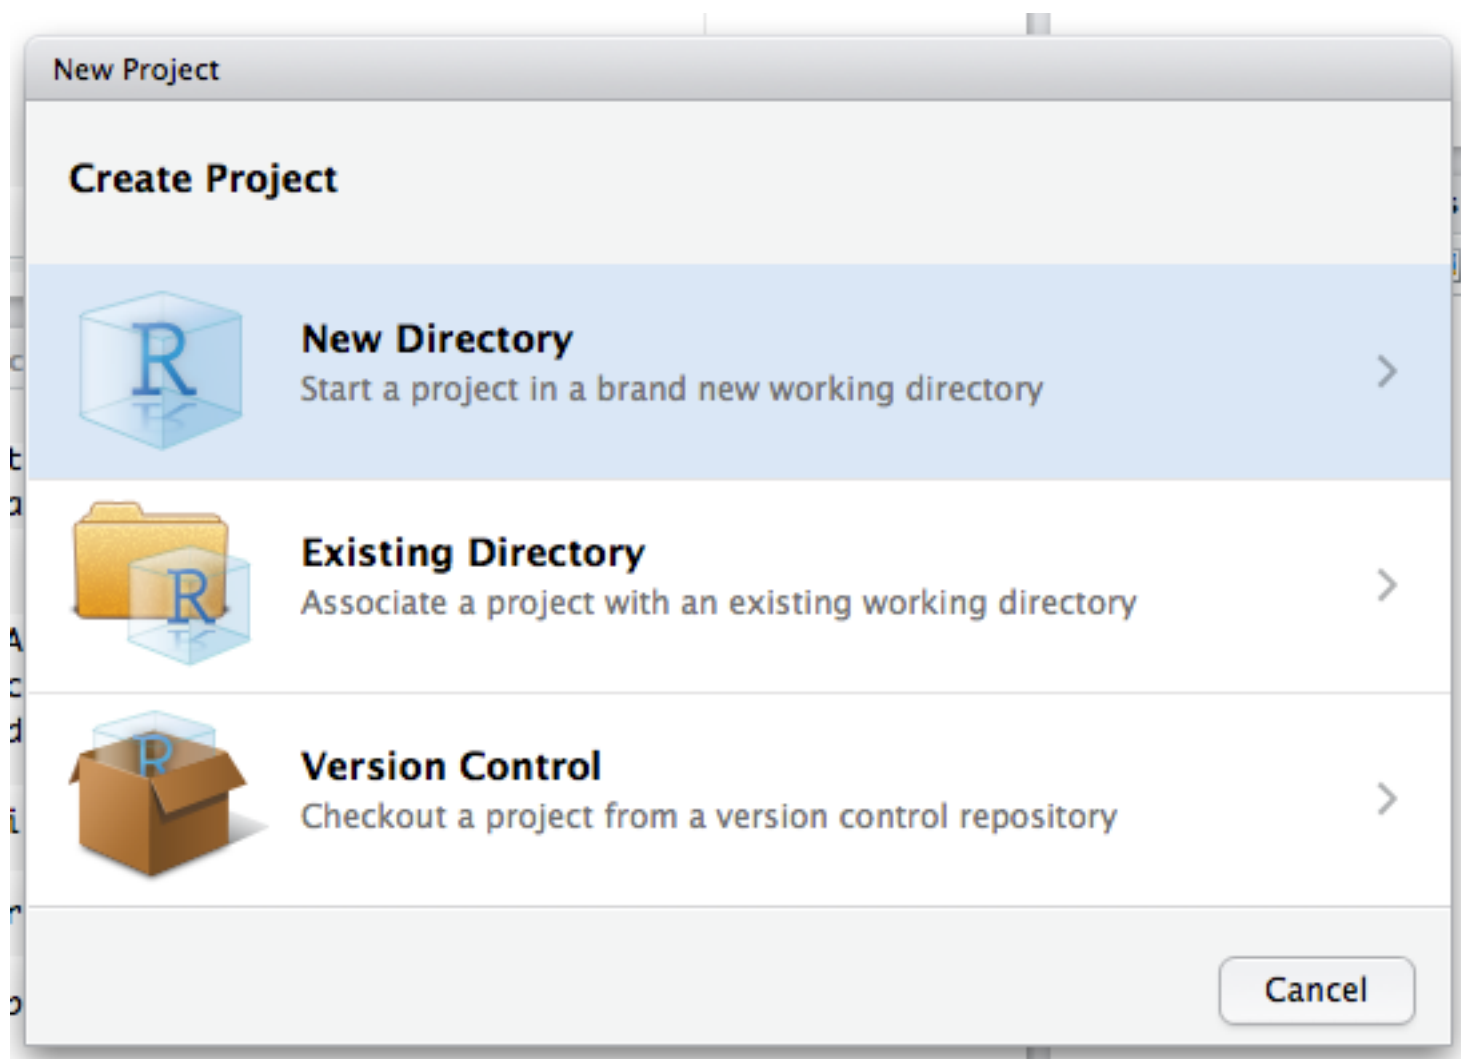 New Project
Create Project
R
New Directory
Start a project in a brand new working directory
R
Existing Directory
Associate a project with an existing working directory
R
Version Control
Checkout a project from a version control repository
Cancel